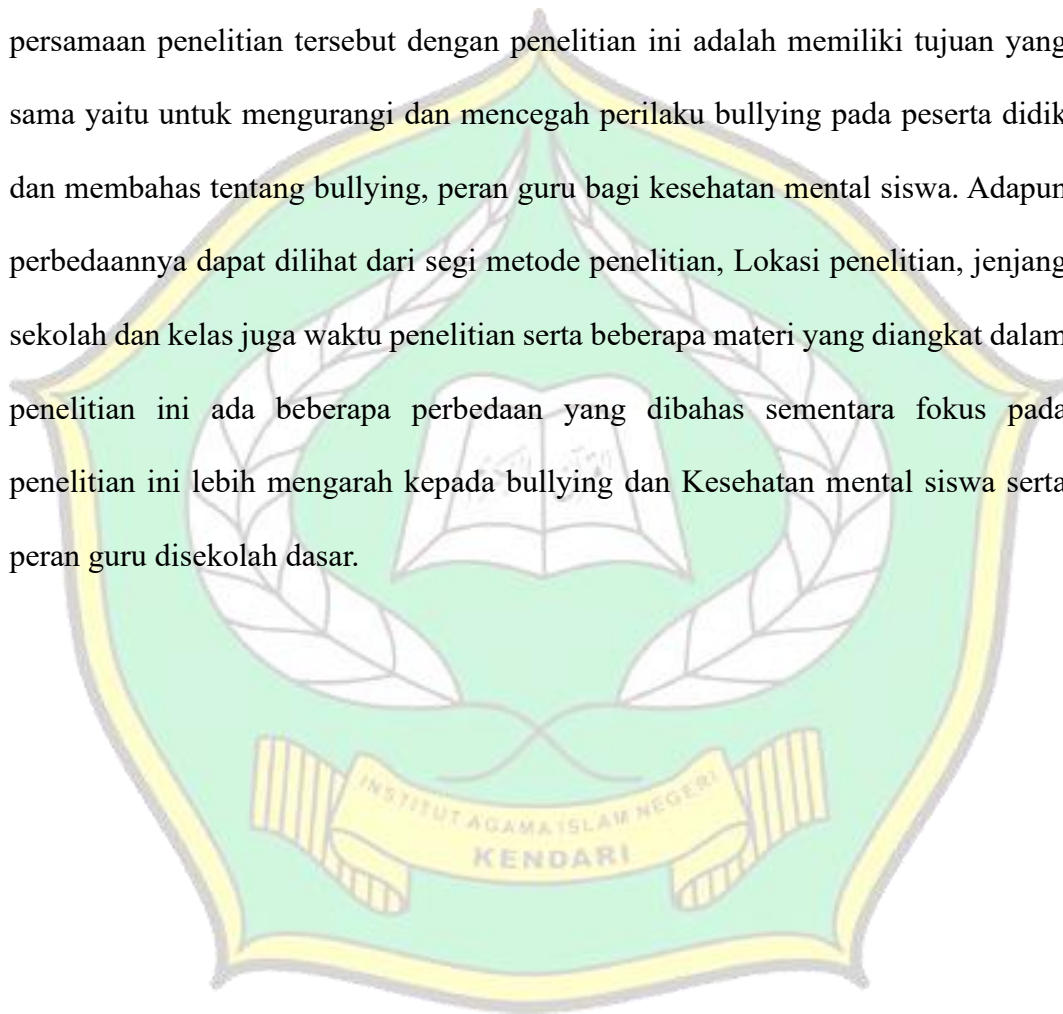 persamaan penelitian tersebut dengan penelitian ini adalah memiliki tujuan yang
sama yaitu untuk mengurangi dan mencegah perilaku bullying pada peserta didik
dan membahas tentang bullying, peran guru bagi kesehatan mental siswa. Adapun
perbedaannya dapat dilihat dari segi metode penelitian, Lokasi penelitian, jenjang
sekolah dan kelas juga waktu penelitian serta beberapa materi yang diangkat dalam
penelitian ini ada beberapa perbedaan yang dibahas sementara fokus pada
penelitian ini lebih mengarah kepada bullying dan Kesehatan mental siswa serta
peran guru disekolah dasar.
INSTITUT AGAMA ISLAM NEGERI
KENDARI